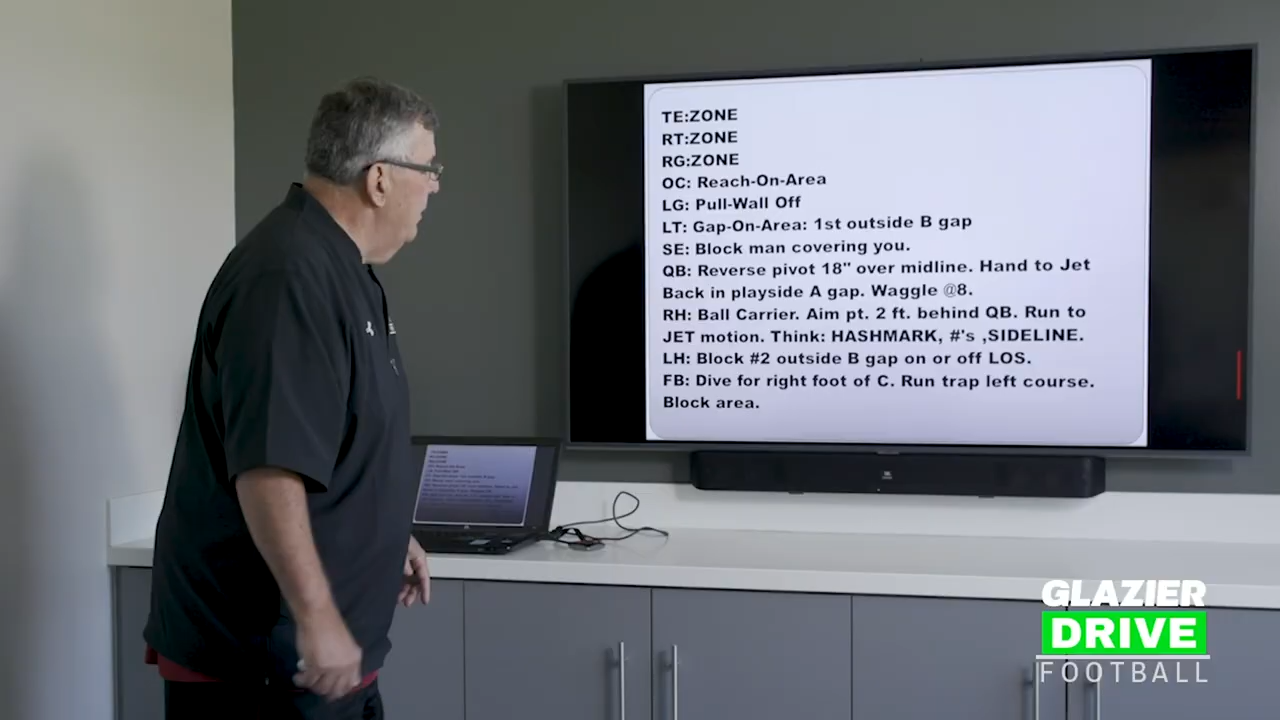 TE:ZONE
RT:ZONE
RG:ZONE
OC: Reach-On-Area
LG: Pull-Wall Off
LT: Gap-On-Area: 1st outside B gap
SE: Block man covering you.
QB: Reverse pivot 18" over midline. Hand to Jet
Back in playside A gap. Waggle @8.
RH: Ball Carrier. Aim pt. 2 ft. behind QB. Run to
JET motion. Think: HASHMARK, #'s ,SIDELINE.
LH: Block #2 outside B gap on or off LOS.
FB: Dive for right foot of C. Run trap left course.
Block area.
GLAZIER
DRIVE
FOOTBALL